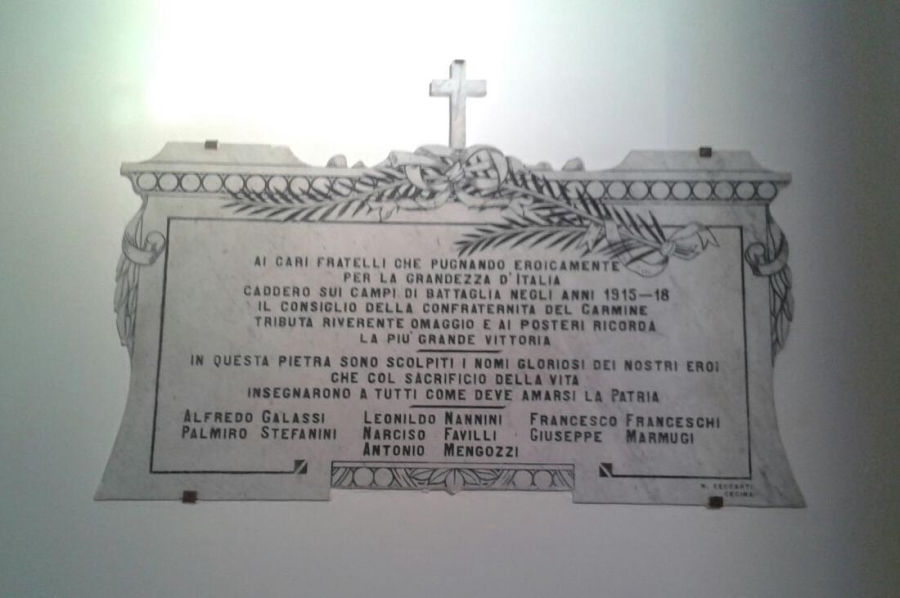 AI CARI FRATELLI CHE PUGNANDO EROICAMENTE
PER LA GRANDEZZA D'ITALIA
CADDERO SUI CAMPI DI BATTAGLIA NEGLI ANNI 1915-18
IL CONSIGLIO DELLA CONFRATERNITA DEL CARMINE
TRIBUTA RIVERENTE OMAGGIO E AI POSTERI RICORDA
LA PIU' GRANDE VITTORIA
IN QUESTA PIETRA SONO SCOLPITI I NOMI GLORIOSI DEI NOSTRI EROI
CHE COL SACRIFICIO DELLA VITA
INSEGNARONO A TUTTI COME DEVE AMARSI LA PATRIA
ALFREDO GALASSI LEONILDO NANNINI FRANCESCO FRANCESCHI
PALMIRO STEFANINI NARCISO FAVILLI GIUSEPPE MARMUGI
ANTONIO MENGOZZI
CECINA